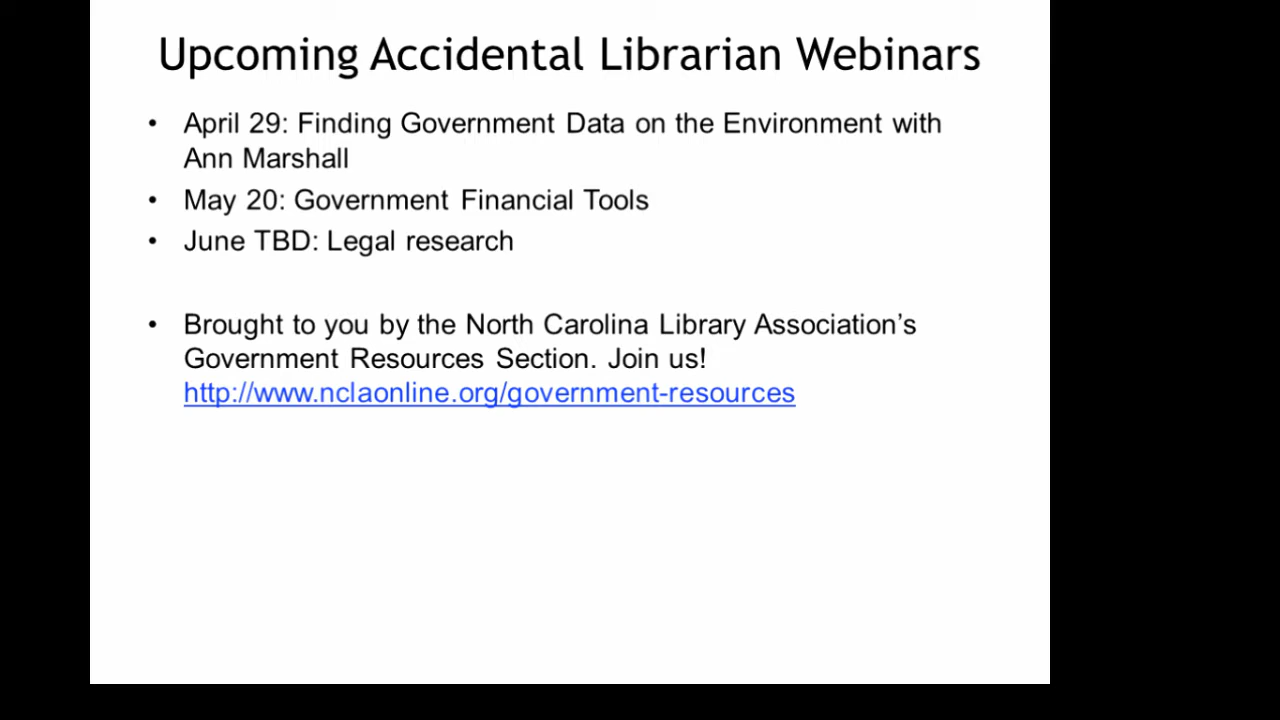 Upcoming Accidental Librarian Webinars
• April 29: Finding Government Data on the Environment with
Ann Marshall
• May 20: Government Financial Tools
• June TBD: Legal research
• Brought to you by the North Carolina Library Association’s
Government Resources Section. Join us!
http://www.nclaonline.org/government-resources